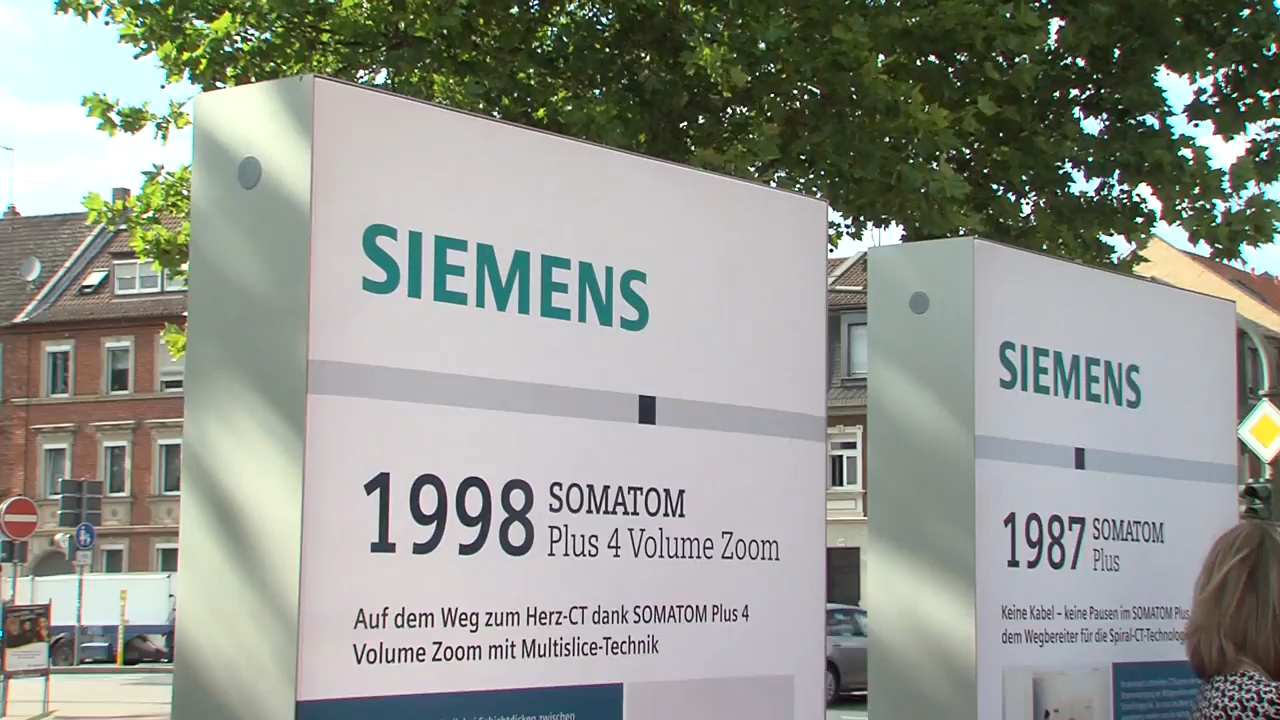 SIEMENS
1998 SOMATOM
Plus 4 Volume Zoom
Auf dem Weg zum Herz-CT dank SOMATOM Plus 4
Volume Zoom mit Multislice-Technik
SIEMENS
1987 SOMATOM
Plus
Keine Kabel – keine Pausen im SOMATOM Plus
dem Wegbereiter für die Spiral-CT-Technolog